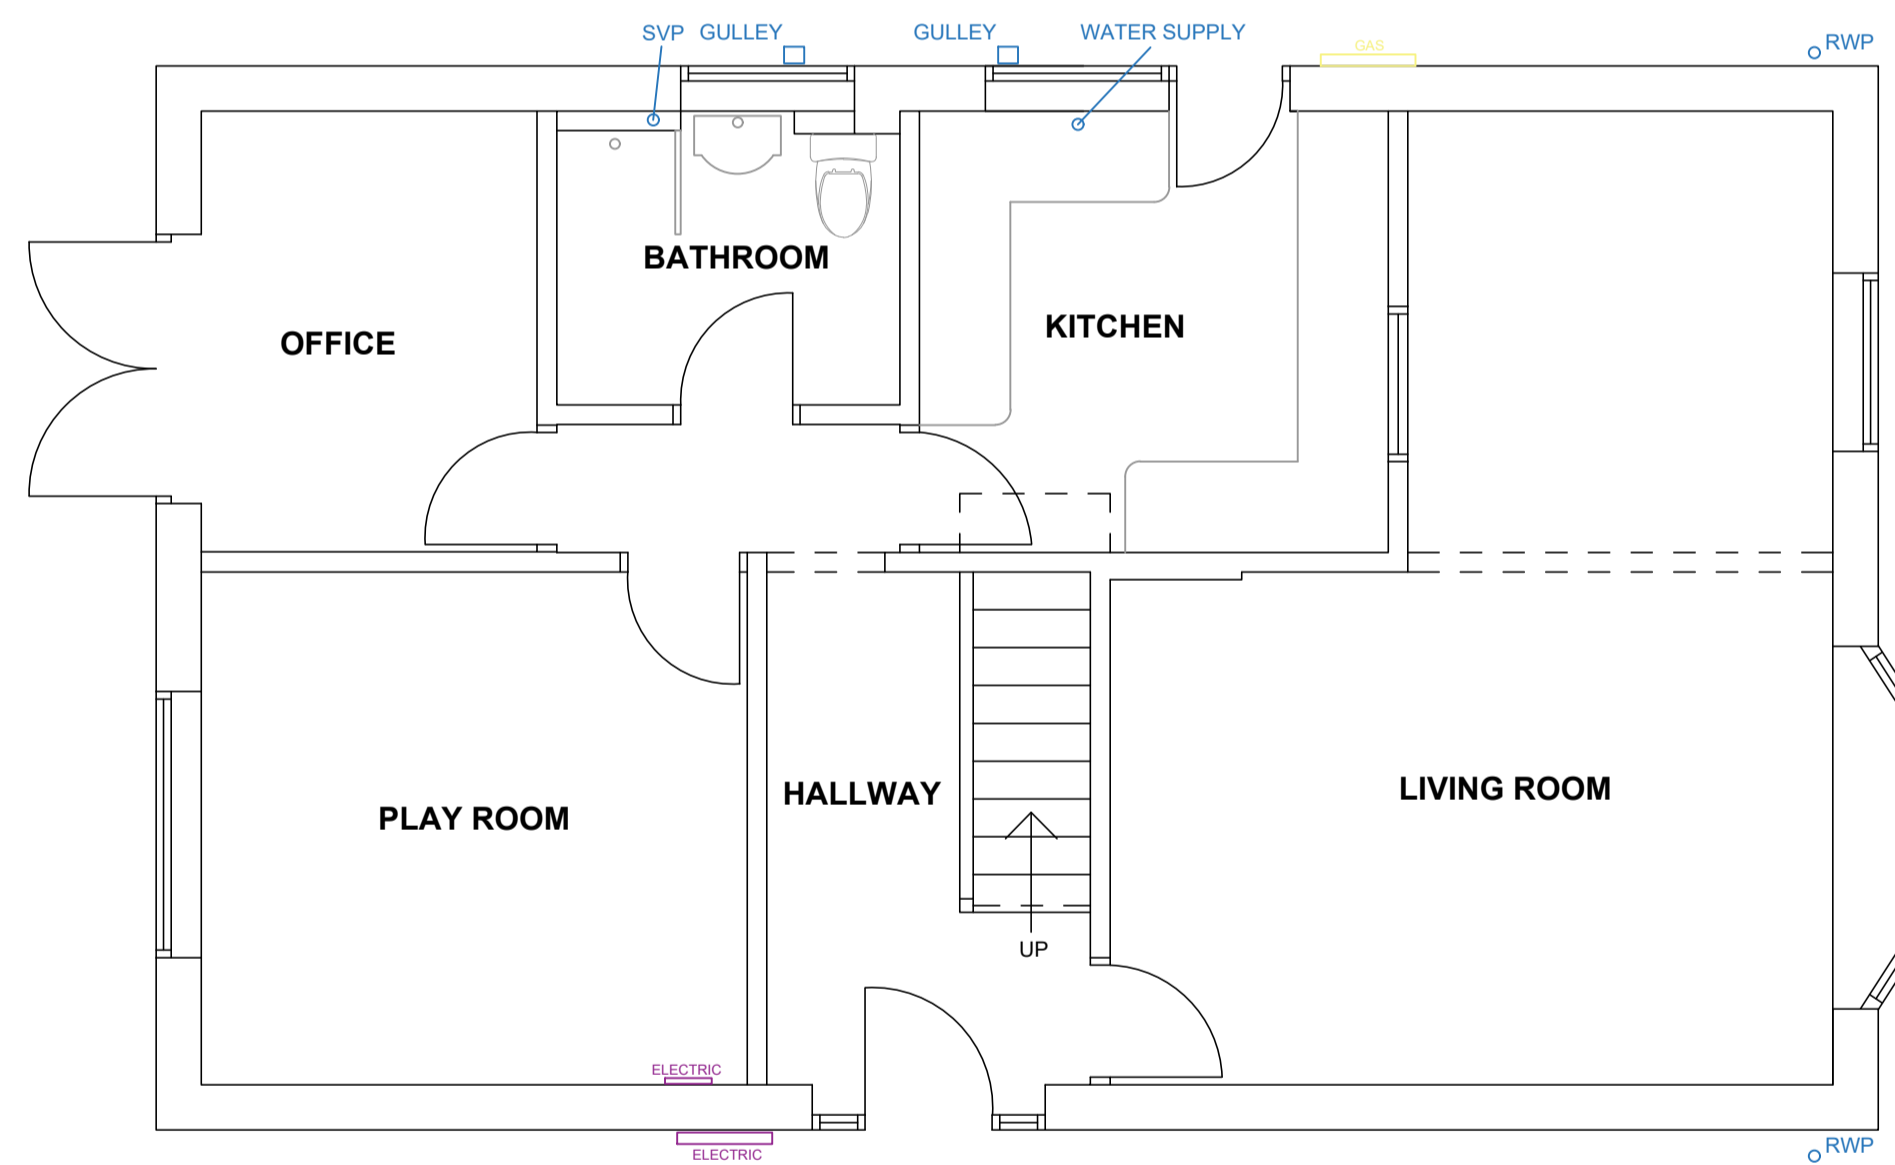 SVP
GULLEY
GULLEY
WATER SUPPLY
GAS
RWP
BATHROOM
KITCHEN
OFFICE
PLAY ROOM
HALLWAY
LIVING ROOM
UP
ELECTRIC
ELECTRIC
RWP